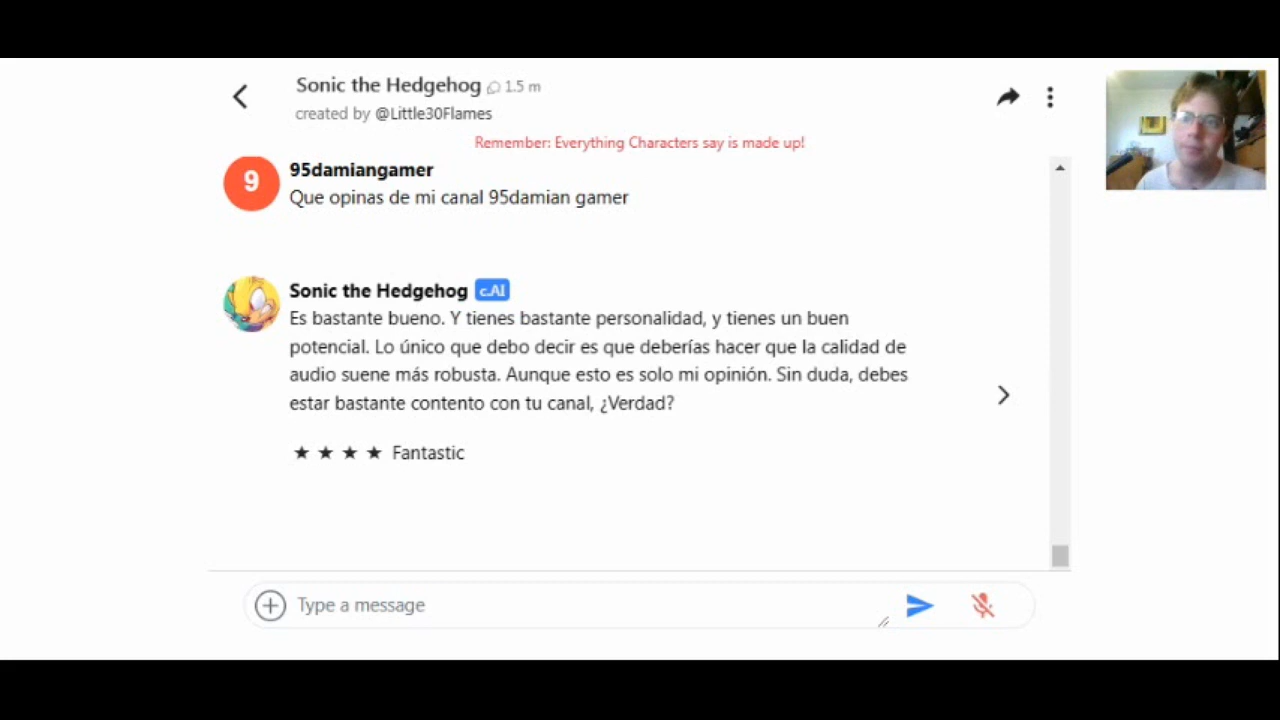 Sonic the Hedgehog 1.5 m
created by @Little30Flames
Remember: Everything Characters say is made up!
9
95damiangamer
Que opinas de mi canal 95damian gamer
Sonic the Hedgehog c.AI
Es bastante bueno. Y tienes bastante personalidad, y tienes un buen
potencial. Lo único que debo decir es que deberías hacer que la calidad de
audio suene más robusta. Aunque esto es solo mi opinión. Sin duda, debes
estar bastante contento con tu canal, ¿Verdad?
★ ★ ★ ★ Fantastic
Type a message